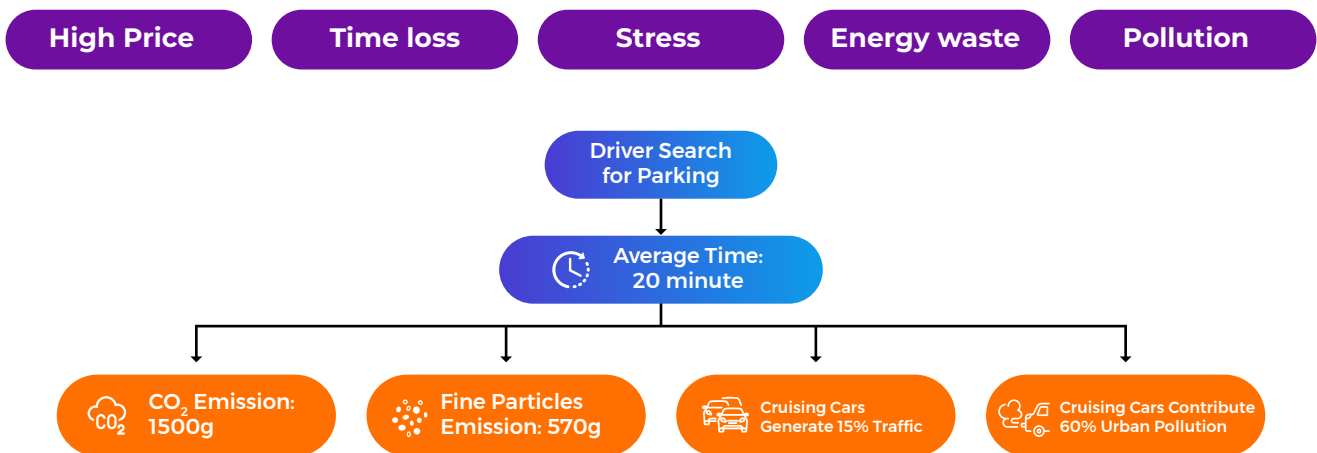 High Price
Time loss
Stress
Energy waste
Pollution
Driver Search
for Parking
Average Time:
20 minute
CO₂ Emission:
1500g
CO₂
Fine Particles
Emission: 570g
Cruising Cars
Generate 15% Traffic
Cruising Cars Contribute
60% Urban Pollution